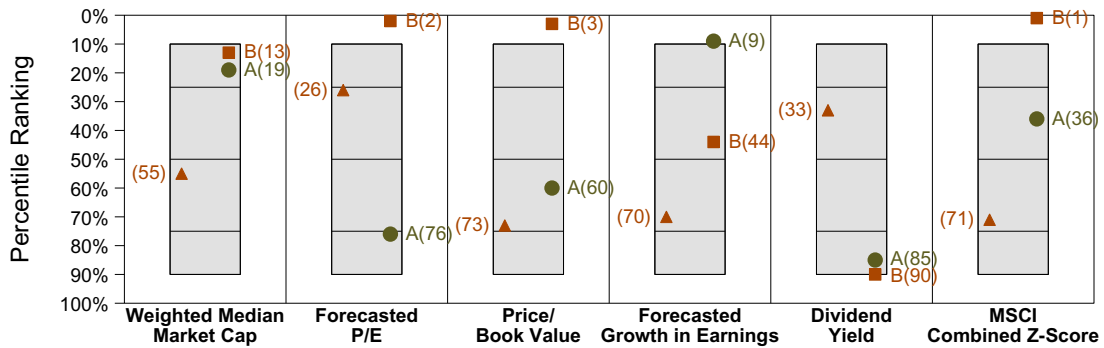 Percentile Ranking
0%
10%
20%
30%
40%
50%
60%
70%
80%
90%
100%
B(13)
A(19)
(55)
B(2)
(26)
A(76)
B(3)
A(60)
(73)
A(9)
B(44)
(70)
(33)
A(85)
B(90)
B(1)
A(36)
(71)
Weighted Median
Market Cap
Forecasted
P/E
Price/
Book Value
Forecasted
Growth in Earnings
Dividend
Yield
MSCI
Combined Z-Score